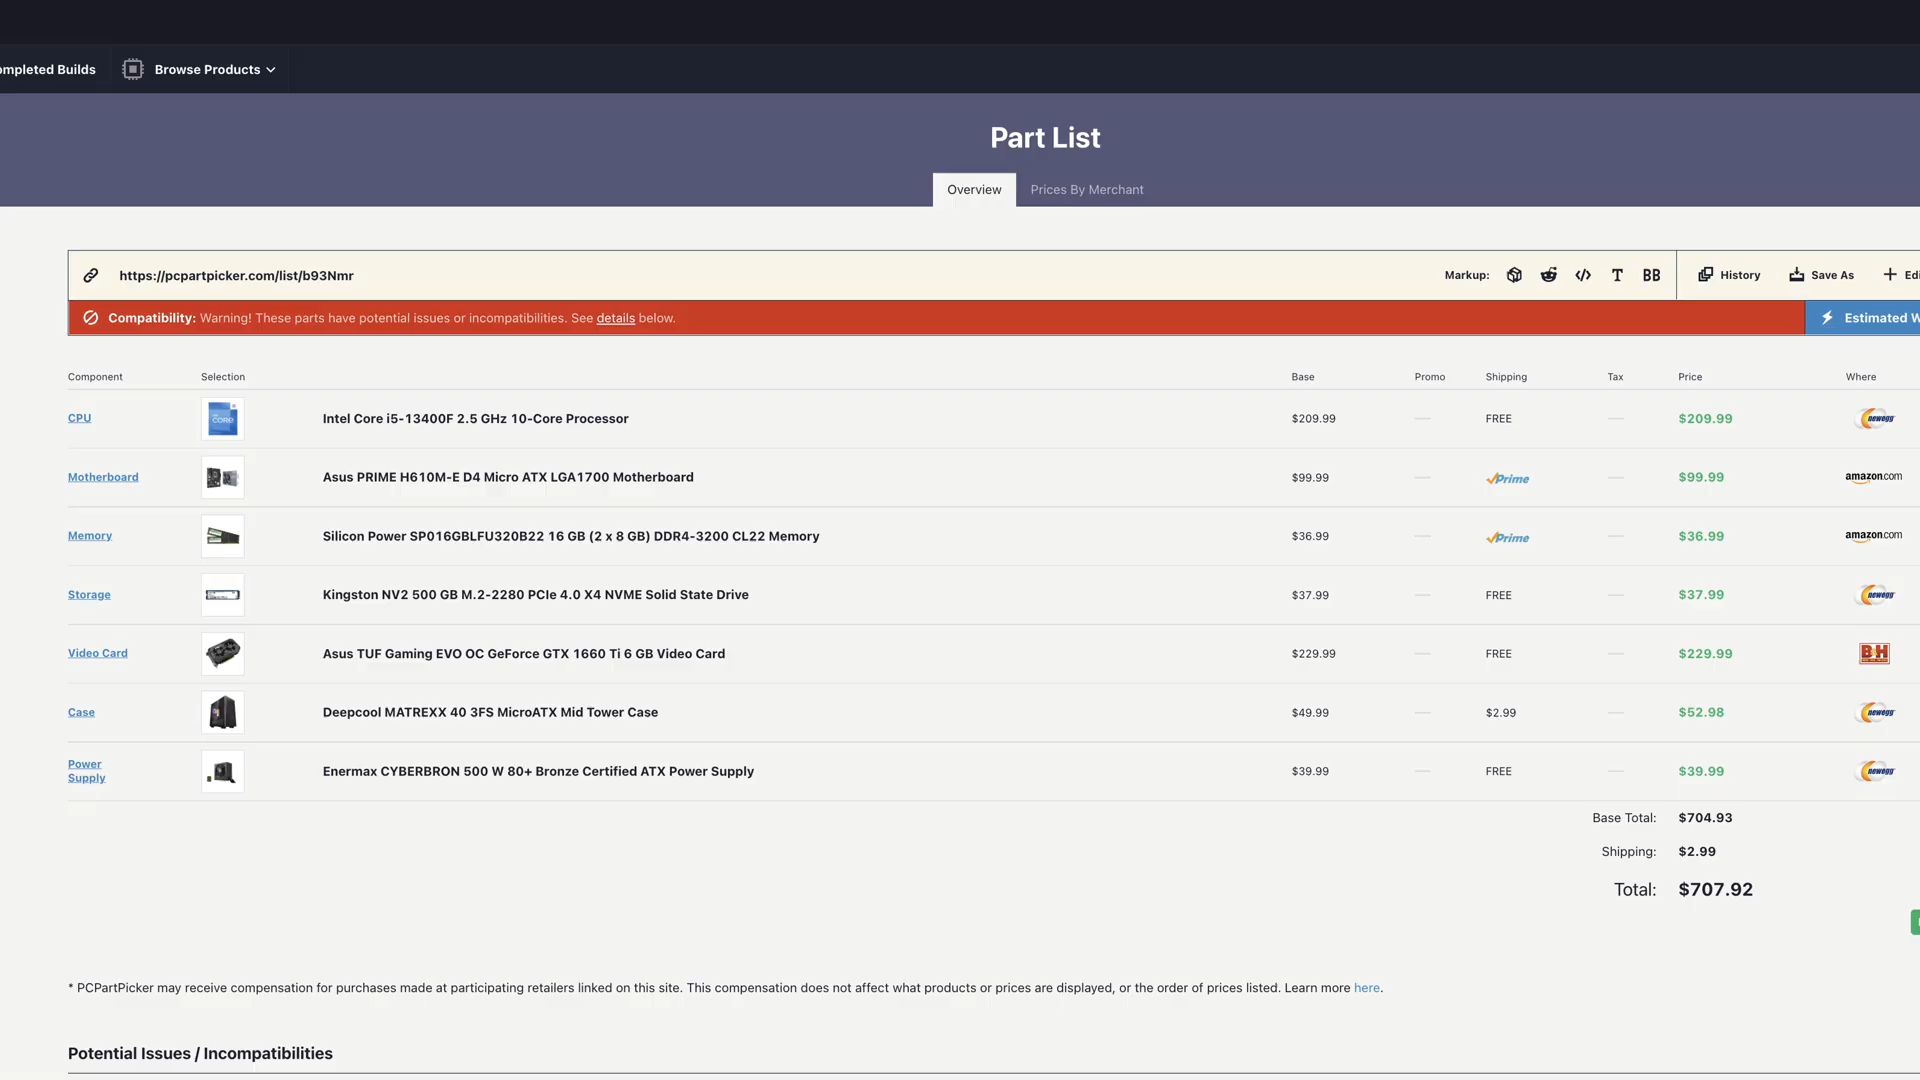 ompleted Builds Browse Products
Part List
Overview Prices By Merchant
https://pcpartpicker.com/list/b93Nmr Markup: BB History Save As Edi
Compatibility: Warning! These parts have potential issues or incompatibilities. See details below. Estimated W
Component Selection Base Promo Shipping Tax Price Where
CPU Intel Core i5-13400F 2.5 GHz 10-Core Processor $209.99 — FREE — $209.99 newegg
Motherboard Asus PRIME H610M-E D4 Micro ATX LGA1700 Motherboard $99.99 — Prime — $99.99 amazon.com
Memory Silicon Power SP016GBLFU320B22 16 GB (2 x 8 GB) DDR4-3200 CL22 Memory $36.99 — Prime — $36.99 amazon.com
Storage Kingston NV2 500 GB M.2-2280 PCIe 4.0 X4 NVME Solid State Drive $37.99 — FREE — $37.99 newegg
Video Card Asus TUF Gaming EVO OC GeForce GTX 1660 Ti 6 GB Video Card $229.99 — FREE — $229.99 B&H
Case Deepcool MATREXX 40 3FS MicroATX Mid Tower Case $49.99 — $2.99 — $52.98 newegg
Power Supply Enermax CYBERBRON 500 W 80+ Bronze Certified ATX Power Supply $39.99 — FREE — $39.99 newegg
Base Total: $704.93
Shipping: $2.99
Total: $707.92
* PCPartPicker may receive compensation for purchases made at participating retailers linked on this site. This compensation does not affect what products or prices are displayed, or the order of prices listed. Learn more here.
Potential Issues / Incompatibilities